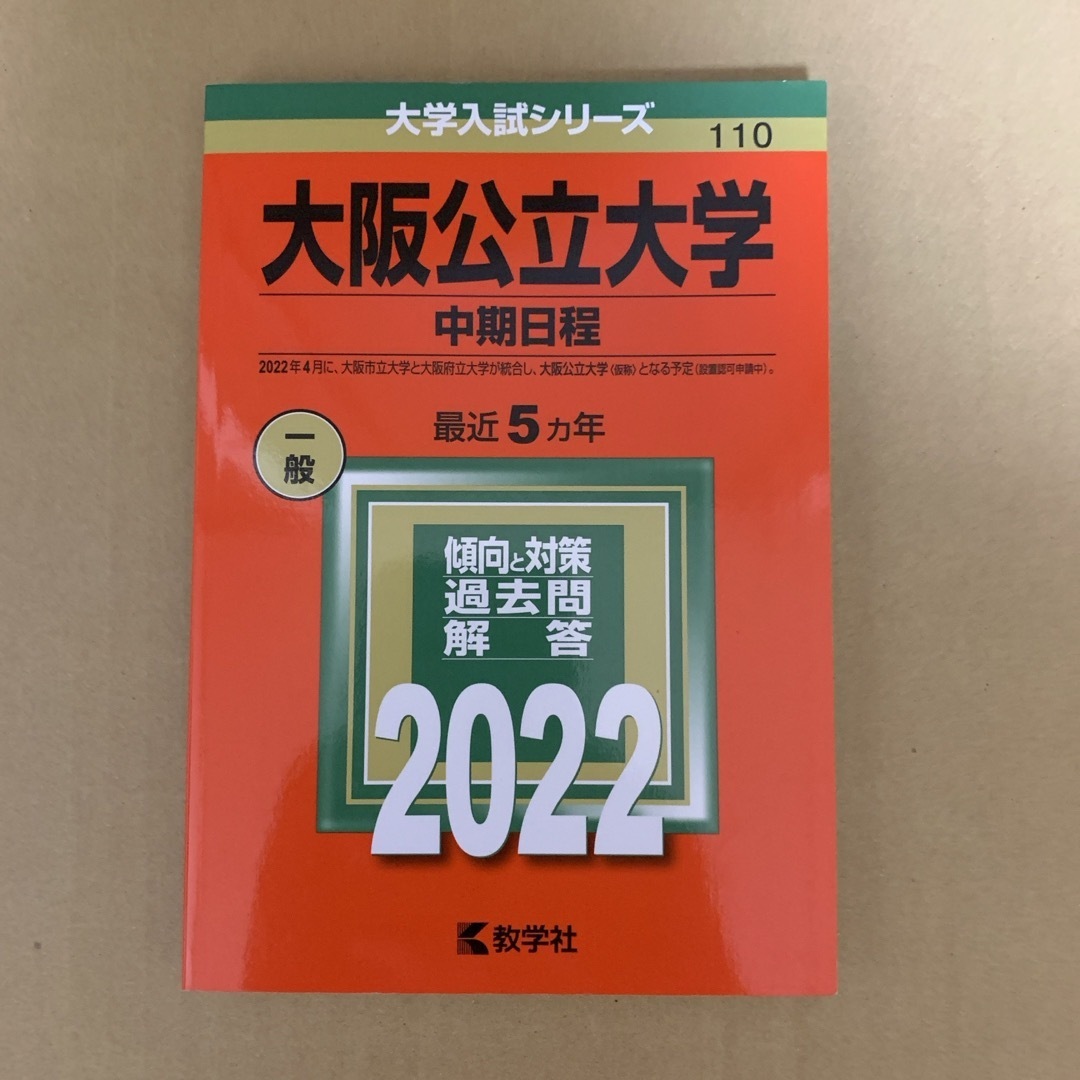 大学入試シリーズ
110
大阪公立大学
中期日程
2022年4月に、大阪市立大学と大阪府立大学が統合し、大阪公立大学(仮称)となる予定(設置認可申請中)。
最近5カ年
一般
傾向と対策
過去問
解答
2022
教学社